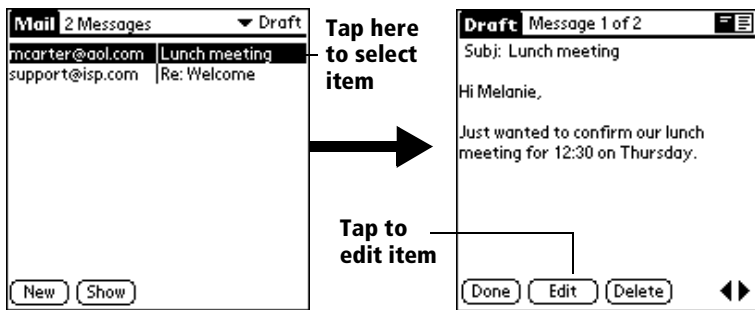 Mail 2 Messages Draft
mcarter@aol.com Lunch meeting
support@isp.com Re: Welcome
New Show
Tap here
to select
item
Tap to
edit item
Draft Message 1 of 2
Subj: Lunch meeting
Hi Melanie,
Just wanted to confirm our lunch
meeting for 12:30 on Thursday.
Done Edit Delete